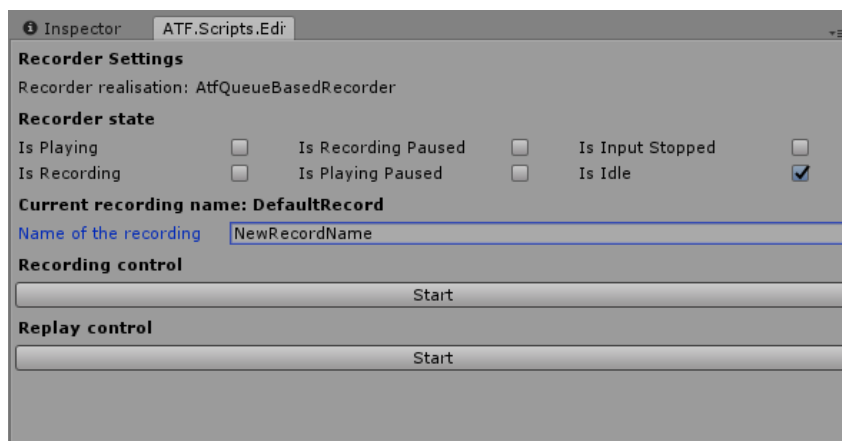 Inspector ATF.Scripts.Edi
Recorder Settings
Recorder realisation: AtfQueueBasedRecorder
Recorder state
Is Playing Is Recording Paused Is Input Stopped
Is Recording Is Playing Paused Is Idle
Current recording name: DefaultRecord
Name of the recording NewRecordName
Recording control
Start
Replay control
Start